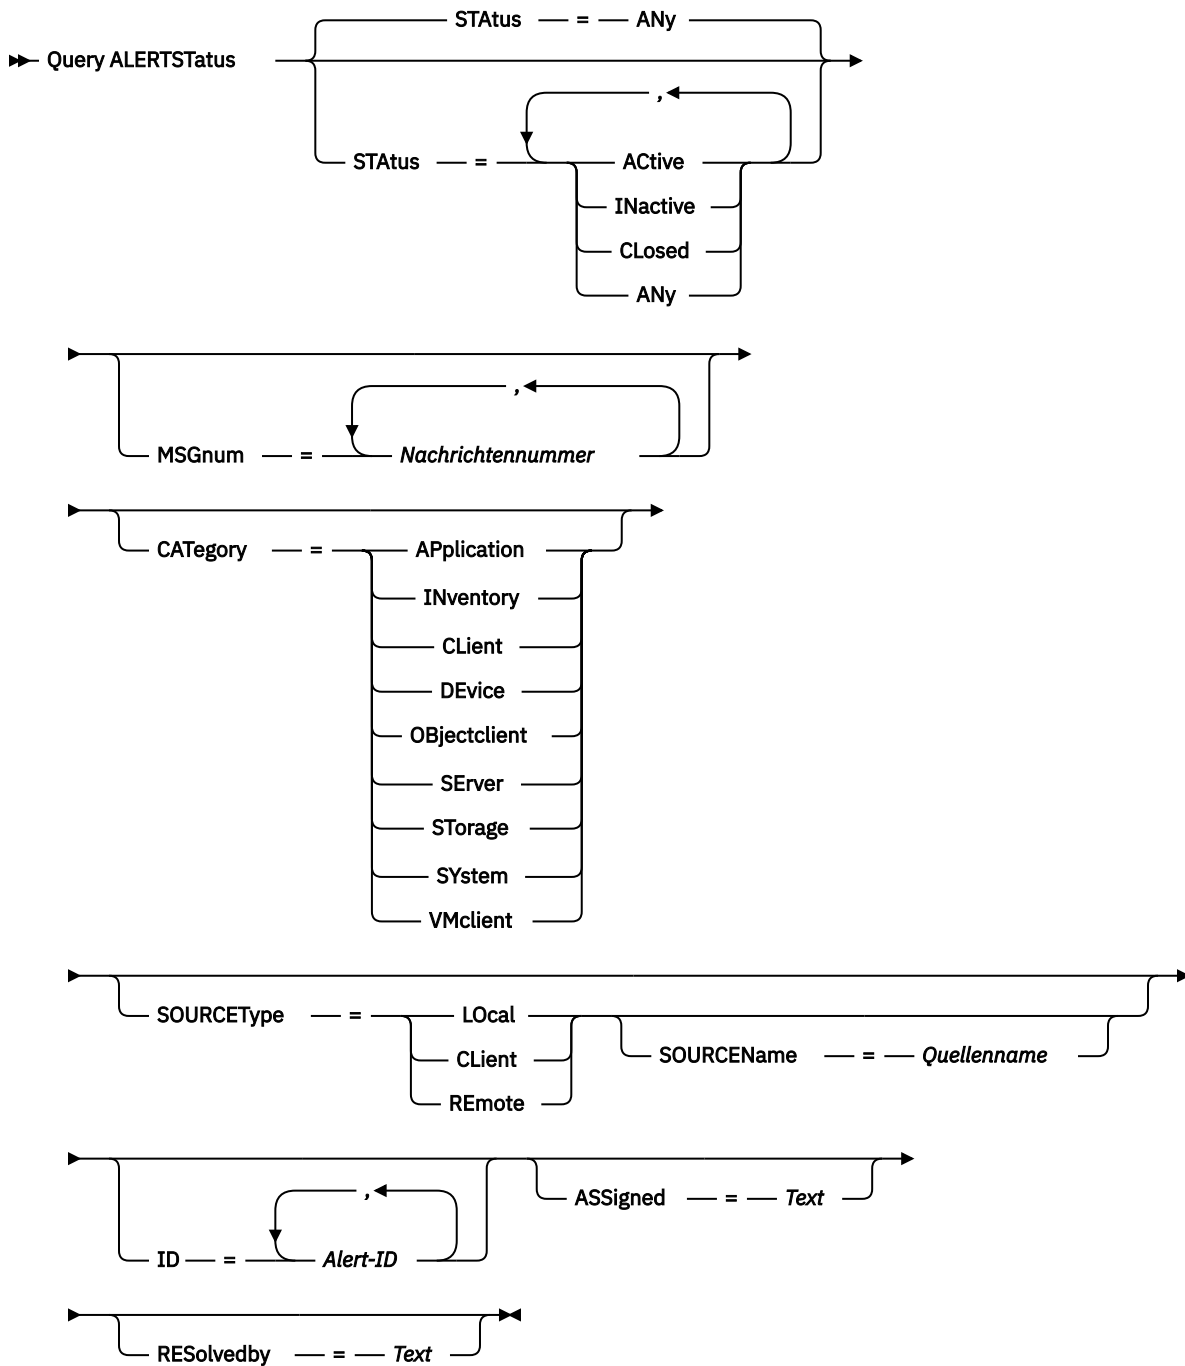 STAtus = ANy
Query ALERTSTatus
,
STAtus = ACtive
INactive
CLosed
ANy
,
MSGnum = Nachrichtennummer
CATegory = APplication
INventory
CLient
DEvice
OBjectclient
SErver
STorage
SYstem
VMclient
SOURCEType = LOcal
CLient
REmote
SOURCEName = Quellenname
,
ID = Alert-ID
ASSigned = Text
RESolvedby = Text